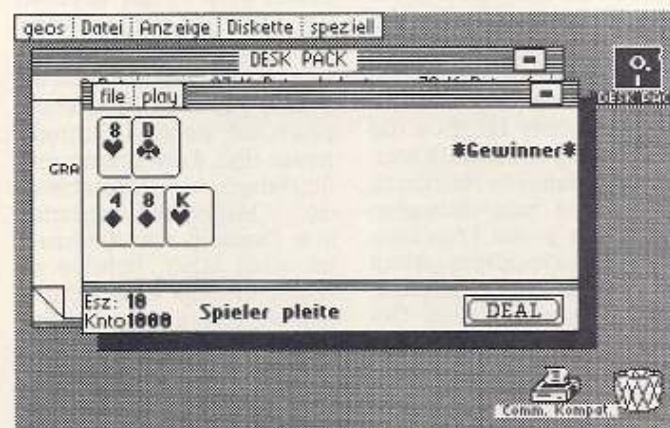 geos Datei Anzeige Diskette speziell
DESK PACK
DESK PAC
file play
8 D
*Gewinner*
GRA
4 8 K
Esz: 10
Knto1000
Spieler pleite
DEAL
Comm. Kompat.